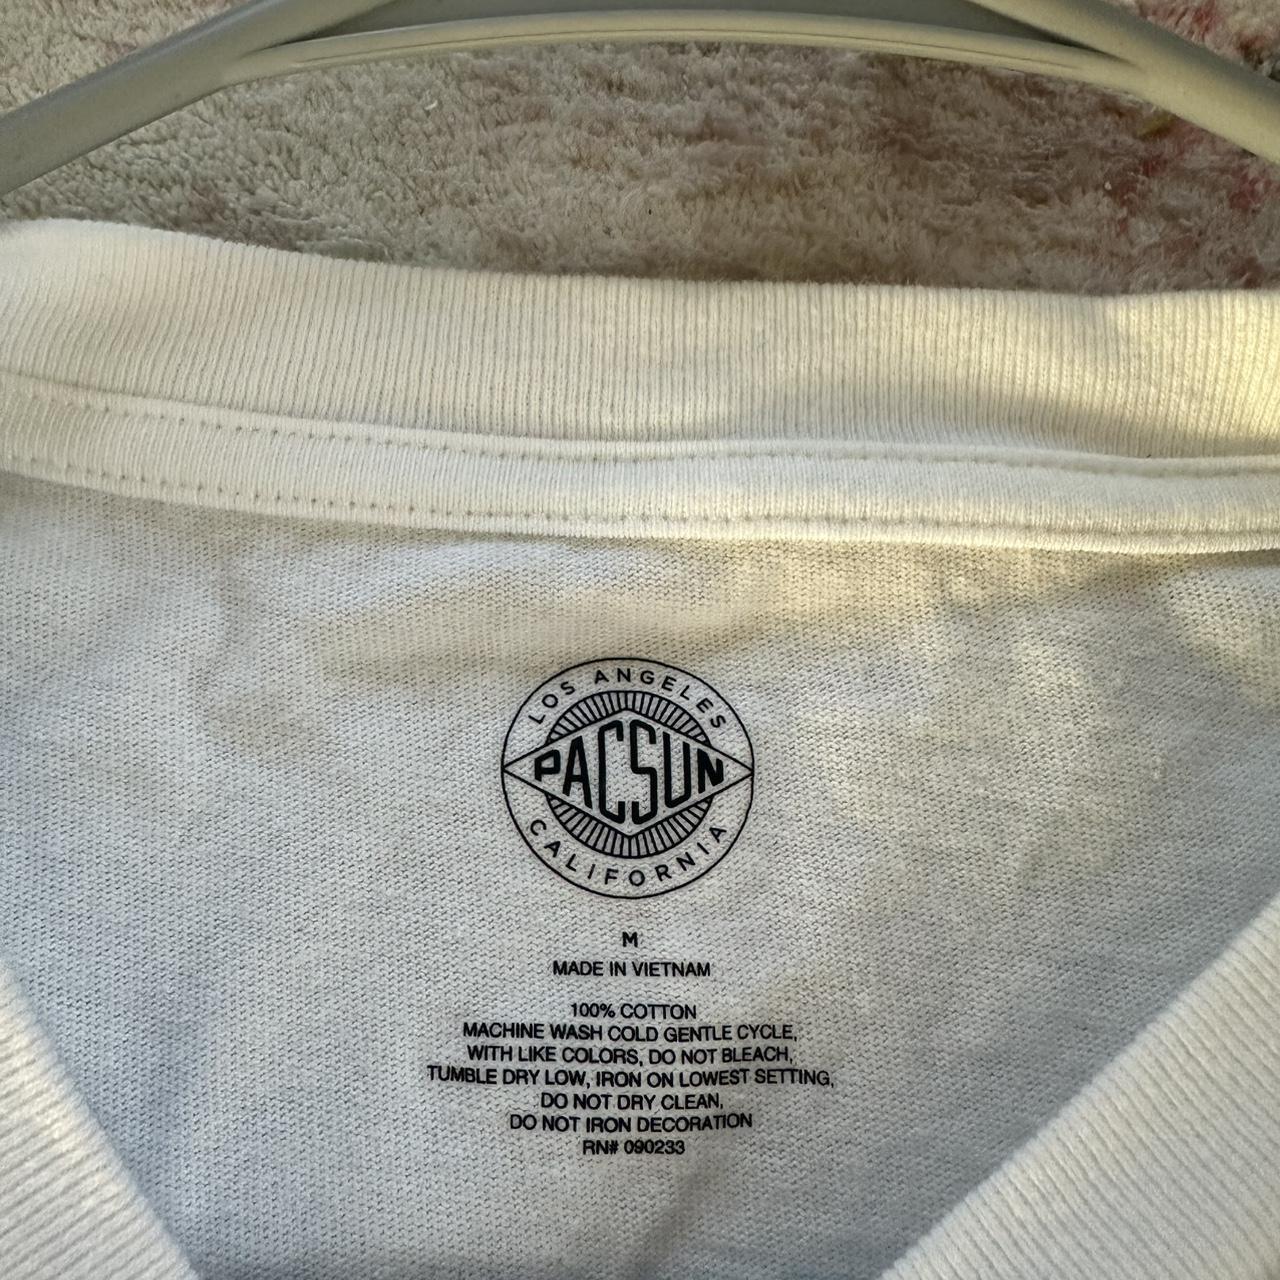 LOS ANGELES
PACSUN
CALIFORNIA
M
MADE IN VIETNAM
100% COTTON
MACHINE WASH COLD GENTLE CYCLE,
WITH LIKE COLORS, DO NOT BLEACH,
TUMBLE DRY LOW, IRON ON LOWEST SETTING,
DO NOT DRY CLEAN,
DO NOT IRON DECORATION
RN# 090233